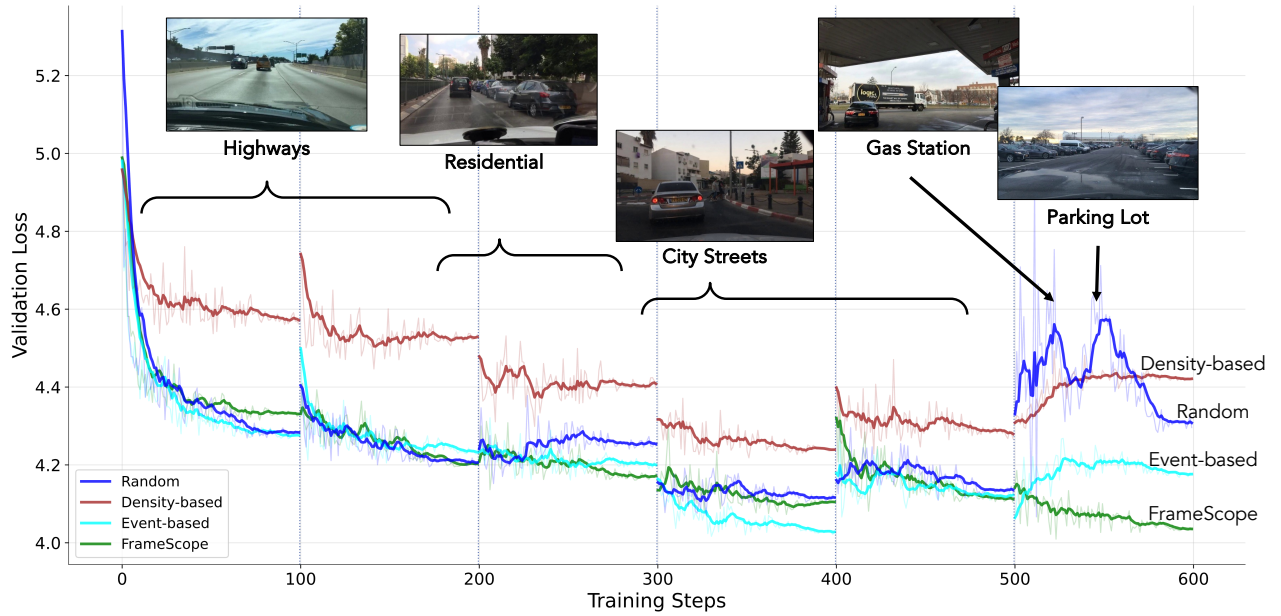 Highways
Residential
City Streets
Gas Station
Parking Lot
logic.
Density-based
Random
Event-based
FrameScope
Validation Loss
5.2
5.0
4.8
4.6
4.4
4.2
4.0
Random
Density-based
Event-based
FrameScope
0
100
200
300
400
500
600
Training Steps